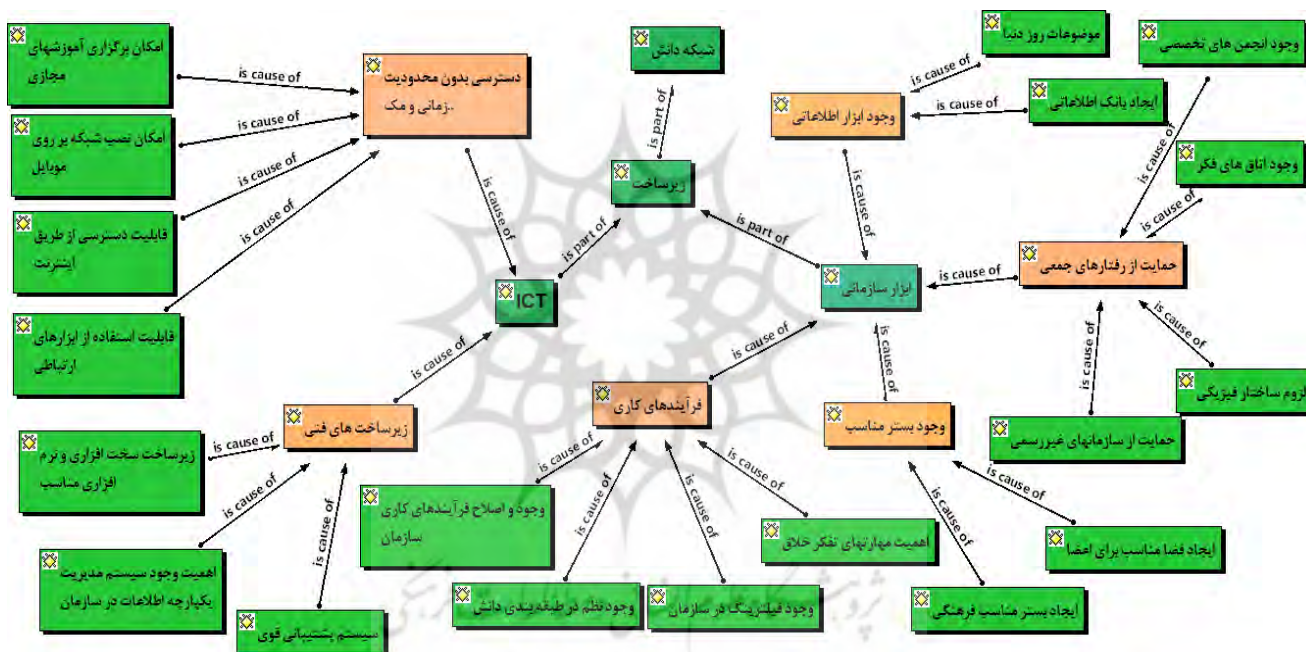 امکان برگزاری آموزشهای
مجازی
is cause of
دسترسی بدون محدودیت
زمانی و مک..
شبکه دانش
موضوعات روز دنیا
وجود انجمن های تخصصی
is cause of
is cause of
وجود ابزار اطلاعاتی
is cause of
ایجاد بانک اطلاعاتی
امکان نصب شبکه بر روی
موبایل
is cause of
is part of
is cause of
وجود اتاق های فکر
is cause of
زیرساخت
is cause of
is cause of
قابلیت دسترسی از طریق
اینترنت
is cause of
is cause of
is part of
is part of
is cause of
حمایت از رفتارهای جمعی
ICT
ابزار سازمانی
is cause of
قابلیت استفاده از ابزارهای
ارتباطی
is cause of
is cause of
is cause of
is cause of
is cause of
لزوم ساختار فیزیکی
زیرساخت های فنی
فرآیندهای کاری
وجود بستر مناسب
حمایت از سازمانهای غیررسمی
زیرساخت سخت افزاری و نرم
افزاری مناسب
is cause of
is cause of
is cause of
is cause of
is cause of
is cause of
is cause of
is cause of
is cause of
وجود و اصلاح فرآیندهای کاری
سازمان
اهمیت مهارتهای تفکر خلاق
ایجاد فضا مناسب برای اعضا
اهمیت وجود سیستم مدیریت
یکپارچه اطلاعات در سازمان
وجود نظم در طبقه‌بندی دانش
وجود فیلترینگ در سازمان
ایجاد بستر مناسب فرهنگی
سیستم پشتیبانی قوی